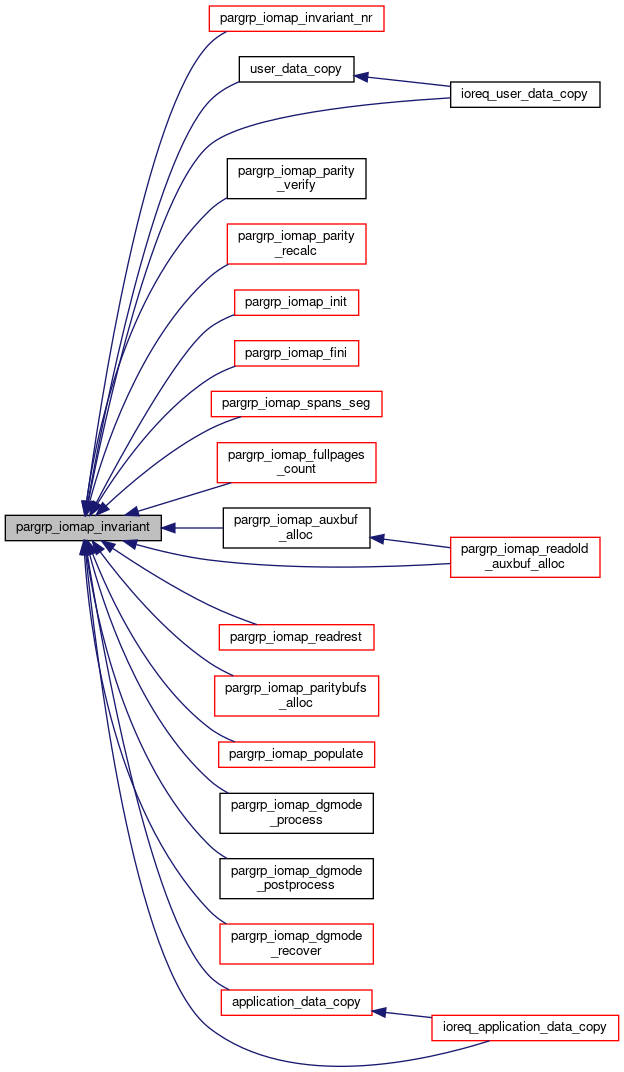 pargrp_iomap_invariant_nr
user_data_copy
ioreq_user_data_copy
pargrp_iomap_parity
_verify
pargrp_iomap_parity
_recalc
pargrp_iomap_init
pargrp_iomap_fini
pargrp_iomap_spans_seg
pargrp_iomap_fullpages
_count
pargrp_iomap_invariant
pargrp_iomap_auxbuf
_alloc
pargrp_iomap_readold
_auxbuf_alloc
pargrp_iomap_readrest
pargrp_iomap_paritybufs
_alloc
pargrp_iomap_populate
pargrp_iomap_dgmode
_process
pargrp_iomap_dgmode
_postprocess
pargrp_iomap_dgmode
_recover
application_data_copy
ioreq_application_data_copy